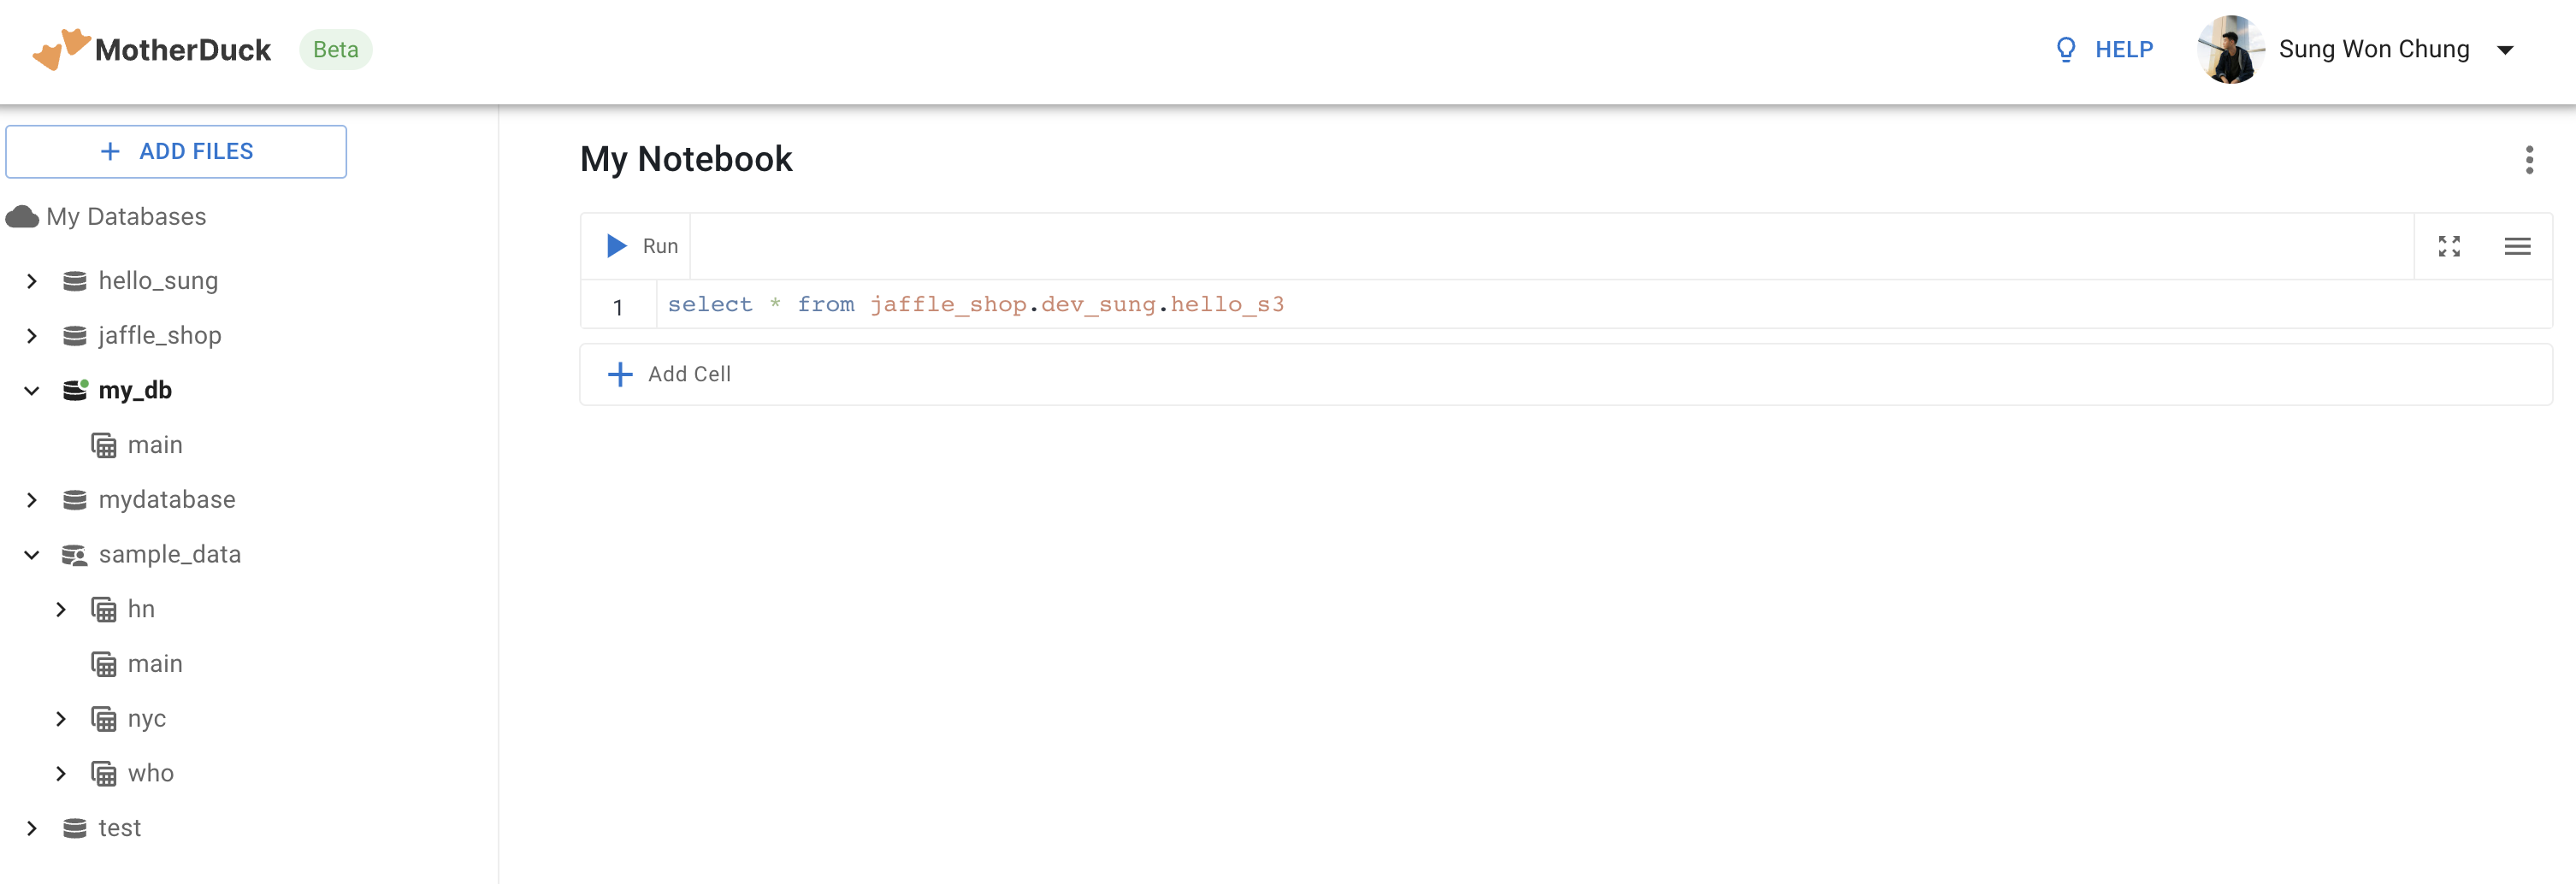 MotherDuck Beta
HELP
Sung Won Chung
+ ADD FILES
My Databases
hello_sung
jaffle_shop
my_db
main
mydatabase
sample_data
hn
main
nyc
who
test
My Notebook
Run
1 select * from jaffle_shop.dev_sung.hello_s3
+ Add Cell